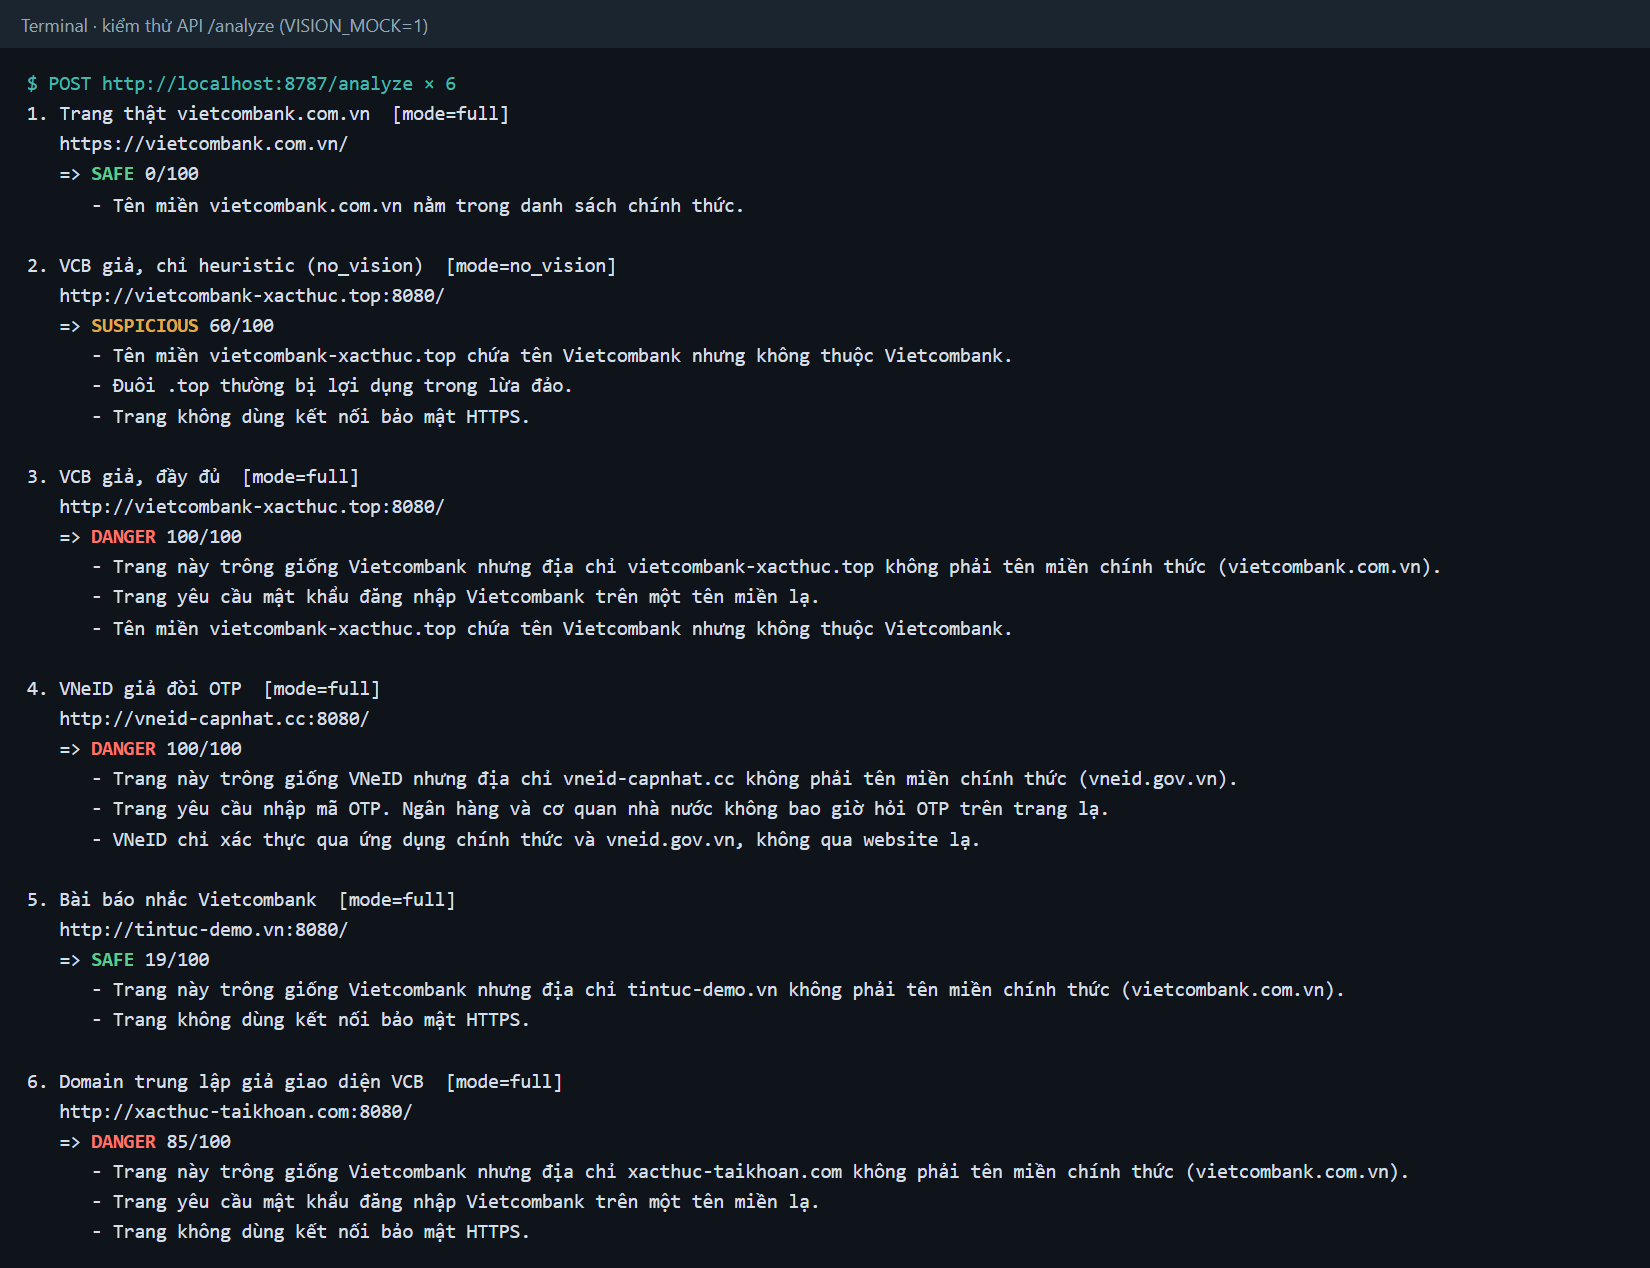 Terminal · kiểm thử API /analyze (VISION_MOCK=1)
$ POST http://localhost:8787/analyze × 6
1. Trang thật vietcombank.com.vn [mode=full]
https://vietcombank.com.vn/
=> SAFE 0/100
- Tên miền vietcombank.com.vn nằm trong danh sách chính thức.
2. VCB giả, chỉ heuristic (no_vision) [mode=no_vision]
http://vietcombank-xacthuc.top:8080/
=> SUSPICIOUS 60/100
- Tên miền vietcombank-xacthuc.top chứa tên Vietcombank nhưng không thuộc Vietcombank.
- Đuôi .top thường bị lợi dụng trong lừa đảo.
- Trang không dùng kết nối bảo mật HTTPS.
3. VCB giả, đầy đủ [mode=full]
http://vietcombank-xacthuc.top:8080/
=> DANGER 100/100
- Trang này trông giống Vietcombank nhưng địa chỉ vietcombank-xacthuc.top không phải tên miền chính thức (vietcombank.com.vn).
- Trang yêu cầu mật khẩu đăng nhập Vietcombank trên một tên miền lạ.
- Tên miền vietcombank-xacthuc.top chứa tên Vietcombank nhưng không thuộc Vietcombank.
4. VNeID giả đòi OTP [mode=full]
http://vneid-capnhat.cc:8080/
=> DANGER 100/100
- Trang này trông giống VNeID nhưng địa chỉ vneid-capnhat.cc không phải tên miền chính thức (vneid.gov.vn).
- Trang yêu cầu nhập mã OTP. Ngân hàng và cơ quan nhà nước không bao giờ hỏi OTP trên trang lạ.
- VNeID chỉ xác thực qua ứng dụng chính thức và vneid.gov.vn, không qua website lạ.
5. Bài báo nhắc Vietcombank [mode=full]
http://tintuc-demo.vn:8080/
=> SAFE 19/100
- Trang này trông giống Vietcombank nhưng địa chỉ tintuc-demo.vn không phải tên miền chính thức (vietcombank.com.vn).
- Trang không dùng kết nối bảo mật HTTPS.
6. Domain trung lập giả giao diện VCB [mode=full]
http://xacthuc-taikhoan.com:8080/
=> DANGER 85/100
- Trang này trông giống Vietcombank nhưng địa chỉ xacthuc-taikhoan.com không phải tên miền chính thức (vietcombank.com.vn).
- Trang yêu cầu mật khẩu đăng nhập Vietcombank trên một tên miền lạ.
- Trang không dùng kết nối bảo mật HTTPS.